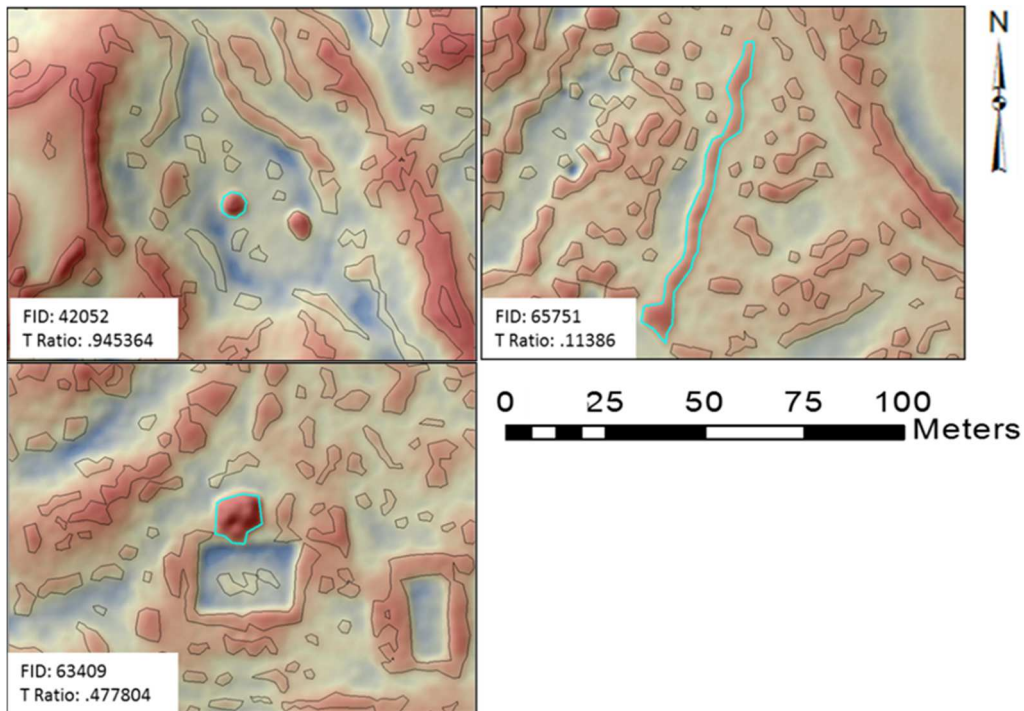 N
FID: 42052
T Ratio: .945364
FID: 65751
T Ratio: .11386
0 25 50 75 100
Meters
FID: 63409
T Ratio: .477804